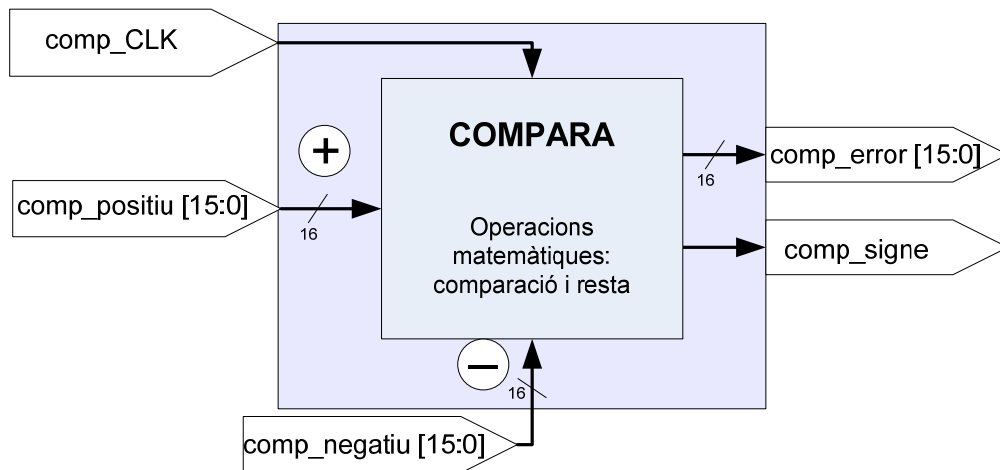 comp_CLK
COMPARA
+
comp_error [15:0]
16
comp_positiu [15:0]
16
Operacions
matemàtiques:
comparació i resta
comp_signe
−
16
comp_negatiu [15:0]